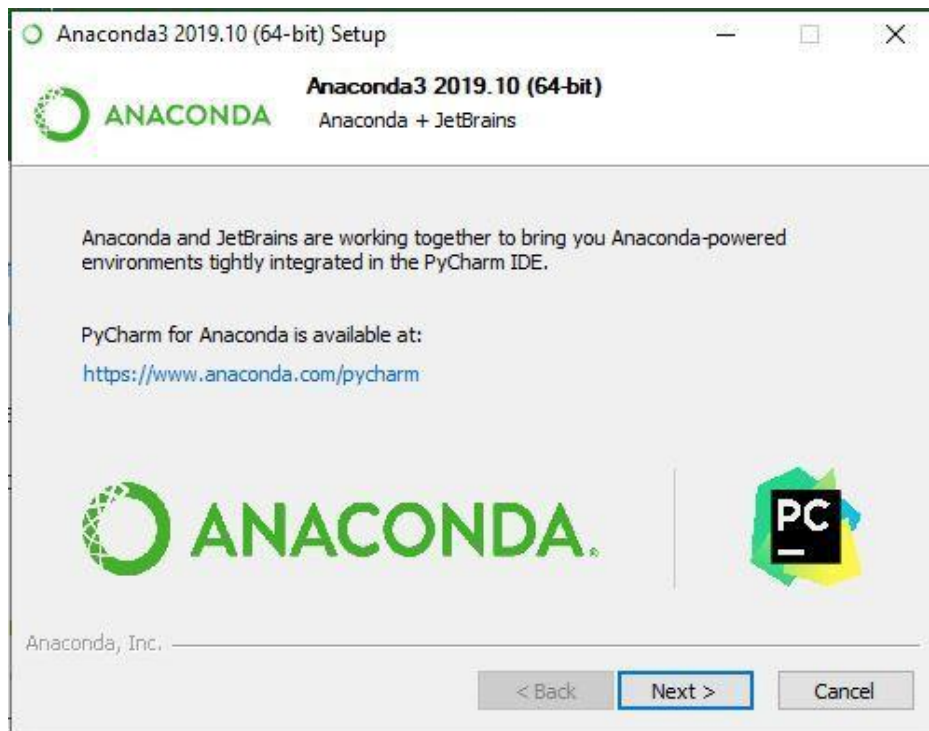 Anaconda3 2019.10 (64-bit) Setup
ANACONDA
Anaconda3 2019.10 (64-bit)
Anaconda + JetBrains
Anaconda and JetBrains are working together to bring you Anaconda-powered
environments tightly integrated in the PyCharm IDE.
PyCharm for Anaconda is available at:
https://www.anaconda.com/pycharm
ANACONDA.
PC
Anaconda, Inc.
< Back Next > Cancel